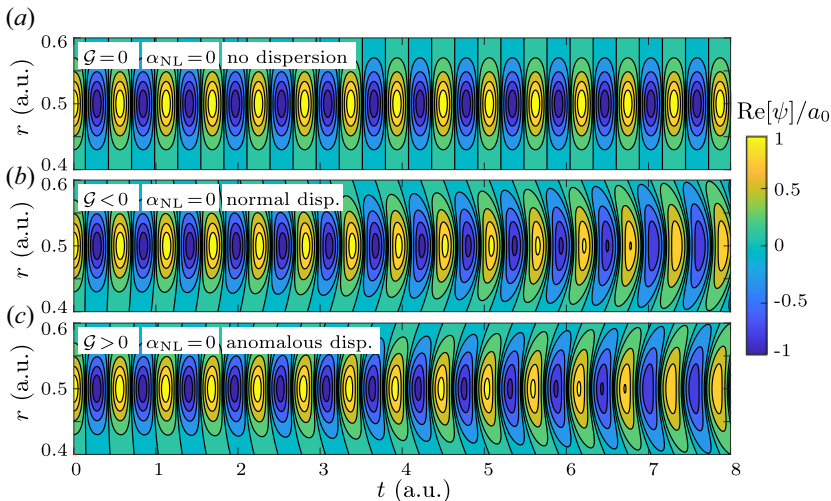 (a)
0.6
𝒢=0 α_NL=0 no dispersion
r (a.u.)
0.5
0.4
(b)
0.6
𝒢<0 α_NL=0 normal disp.
r (a.u.)
0.5
0.4
(c)
0.6
𝒢>0 α_NL=0 anomalous disp.
r (a.u.)
0.5
0.4
0 1 2 3 4 5 6 7 8
t (a.u.)
Re[ψ]/a₀
1
0.5
0
-0.5
-1